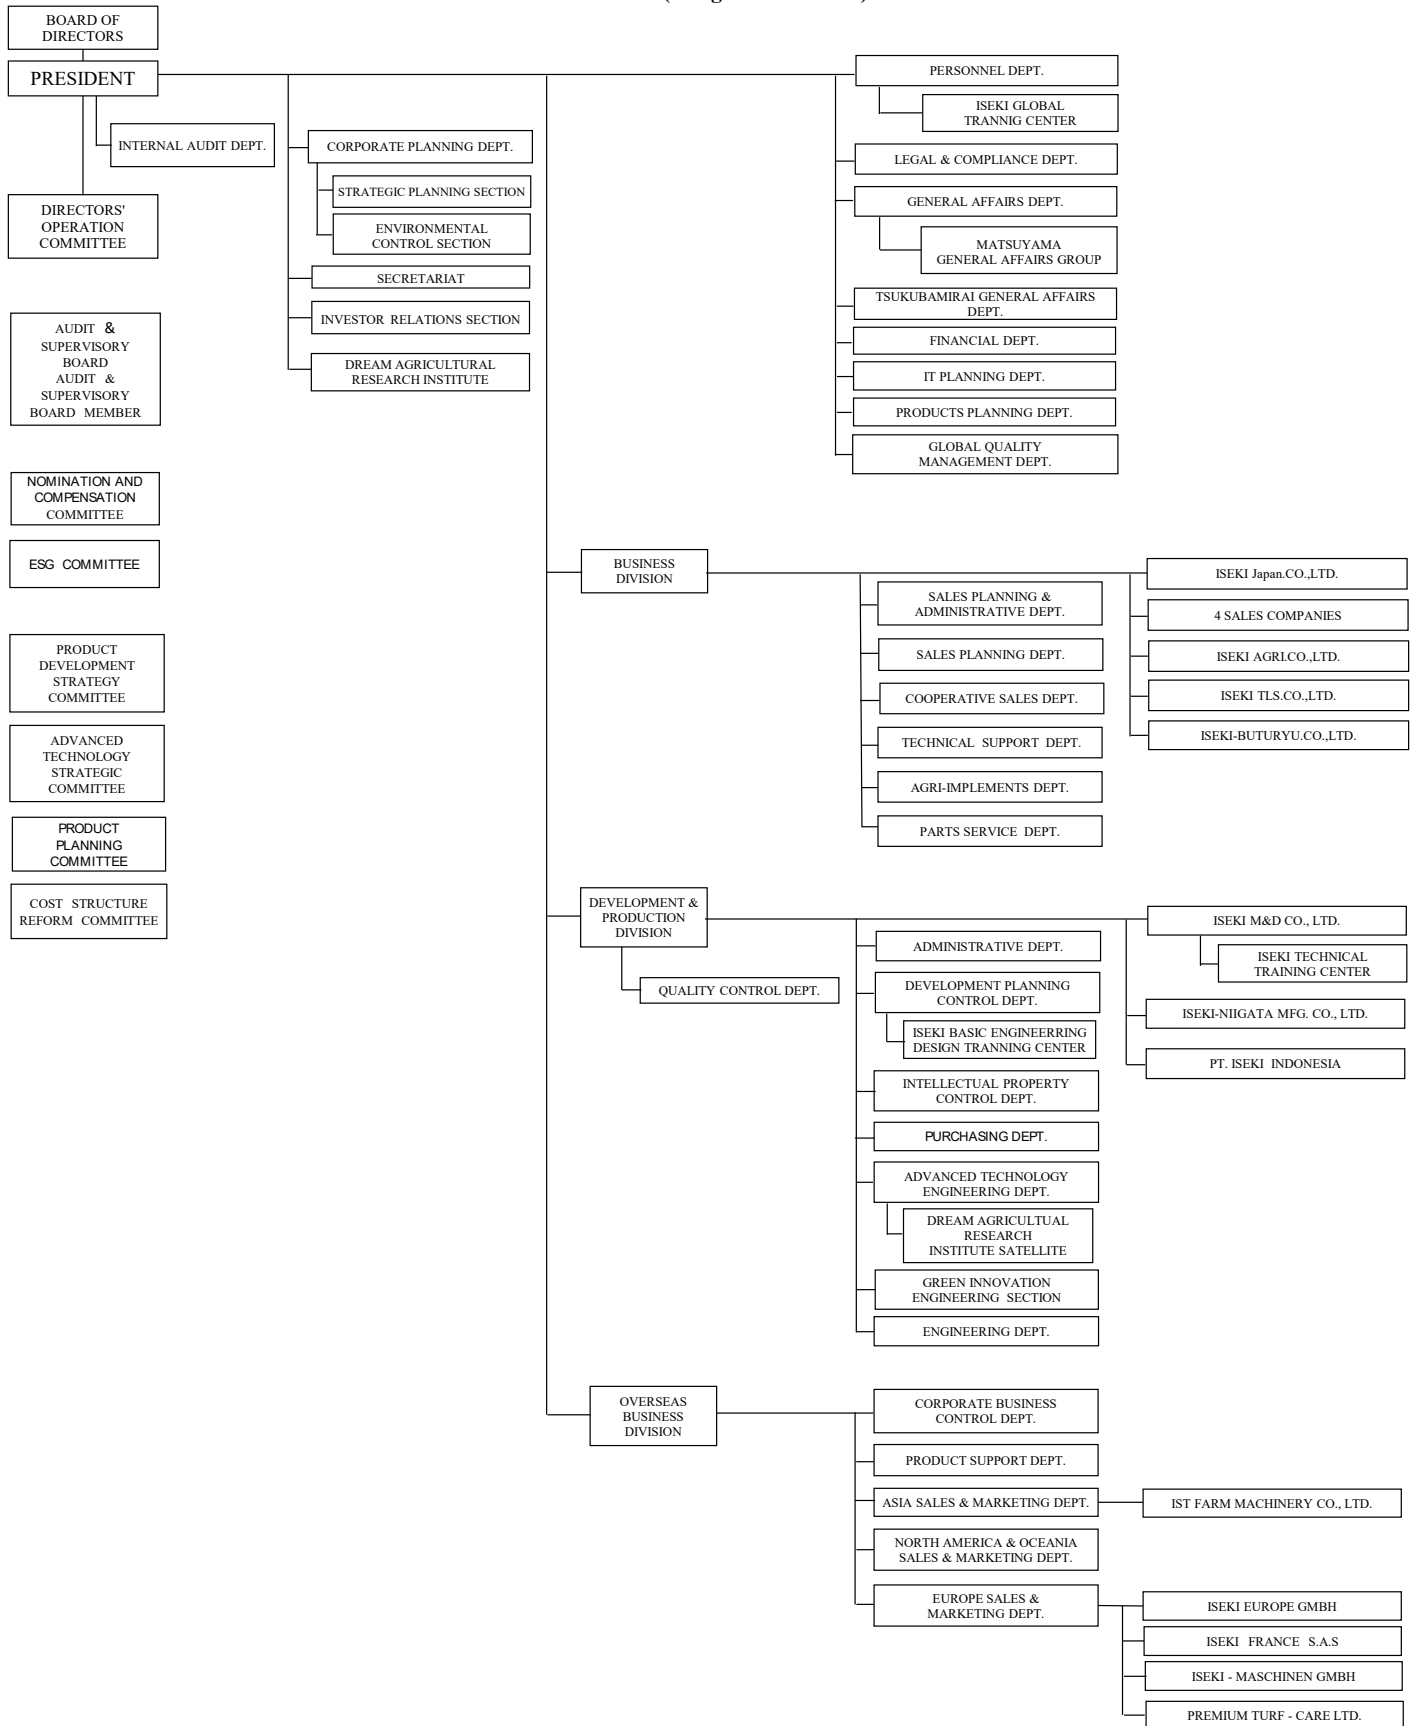 BOARD OF
DIRECTORS
PRESIDENT
INTERNAL AUDIT DEPT.
DIRECTORS'
OPERATION
COMMITTEE
AUDIT &
SUPERVISORY
BOARD
AUDIT &
SUPERVISORY
BOARD MEMBER
NOMINATION AND
COMPENSATION
COMMITTEE
ESG COMMITTEE
PRODUCT
DEVELOPMENT
STRATEGY
COMMITTEE
ADVANCED
TECHNOLOGY
STRATEGIC
COMMITTEE
PRODUCT
PLANNING
COMMITTEE
COST STRUCTURE
REFORM COMMITTEE
CORPORATE PLANNING DEPT.
STRATEGIC PLANNING SECTION
ENVIRONMENTAL
CONTROL SECTION
SECRETARIAT
INVESTOR RELATIONS SECTION
DREAM AGRICULTURAL
RESEARCH INSTITUTE
PERSONNEL DEPT.
ISEKI GLOBAL
TRANNIG CENTER
LEGAL & COMPLIANCE DEPT.
GENERAL AFFAIRS DEPT.
MATSUYAMA
GENERAL AFFAIRS GROUP
TSUKUBAMIRAI GENERAL AFFAIRS
DEPT.
FINANCIAL DEPT.
IT PLANNING DEPT.
PRODUCTS PLANNING DEPT.
GLOBAL QUALITY
MANAGEMENT DEPT.
BUSINESS
DIVISION
SALES PLANNING &
ADMINISTRATIVE DEPT.
SALES PLANNING DEPT.
COOPERATIVE SALES DEPT.
TECHNICAL SUPPORT DEPT.
AGRI-IMPLEMENTS DEPT.
PARTS SERVICE DEPT.
ISEKI Japan.CO.,LTD.
4 SALES COMPANIES
ISEKI AGRI.CO.,LTD.
ISEKI TLS.CO.,LTD.
ISEKI-BUTURYU.CO.,LTD.
DEVELOPMENT &
PRODUCTION
DIVISION
QUALITY CONTROL DEPT.
ADMINISTRATIVE DEPT.
DEVELOPMENT PLANNING
CONTROL DEPT.
ISEKI BASIC ENGINEERRING
DESIGN TRANNING CENTER
INTELLECTUAL PROPERTY
CONTROL DEPT.
PURCHASING DEPT.
ADVANCED TECHNOLOGY
ENGINEERING DEPT.
DREAM AGRICULTUAL
RESEARCH
INSTITUTE SATELLITE
GREEN INNOVATION
ENGINEERING SECTION
ENGINEERING DEPT.
ISEKI M&D CO., LTD.
ISEKI TECHNICAL
TRAINING CENTER
ISEKI-NIIGATA MFG. CO., LTD.
PT. ISEKI INDONESIA
OVERSEAS
BUSINESS
DIVISION
CORPORATE BUSINESS
CONTROL DEPT.
PRODUCT SUPPORT DEPT.
ASIA SALES & MARKETING DEPT.
IST FARM MACHINERY CO., LTD.
NORTH AMERICA & OCEANIA
SALES & MARKETING DEPT.
EUROPE SALES &
MARKETING DEPT.
ISEKI EUROPE GMBH
ISEKI FRANCE S.A.S
ISEKI - MASCHINEN GMBH
PREMIUM TURF - CARE LTD.